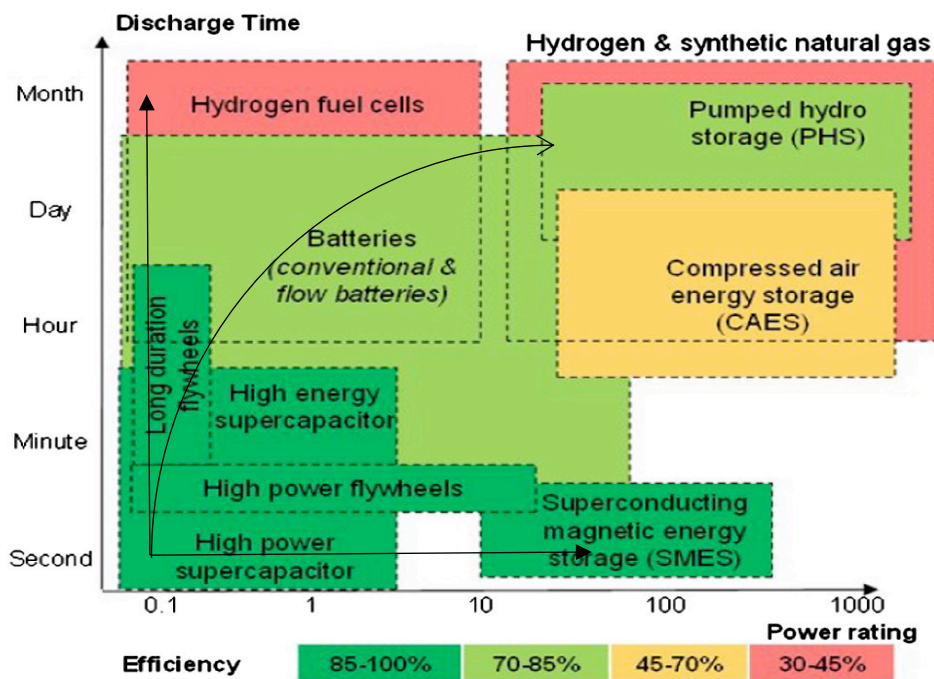 Discharge Time
Hydrogen & synthetic natural gas
Month
Hydrogen fuel cells
Pumped hydro
storage (PHS)
Day
Batteries
(conventional &
flow batteries)
Compressed air
energy storage
(CAES)
Hour
Long duration
flywheels
High energy
supercapacitor
Minute
High power flywheels
Superconducting
magnetic energy
storage (SMES)
High power
supercapacitor
Second
0.1 1 10 100 1000
Power rating
Efficiency 85-100% 70-85% 45-70% 30-45%